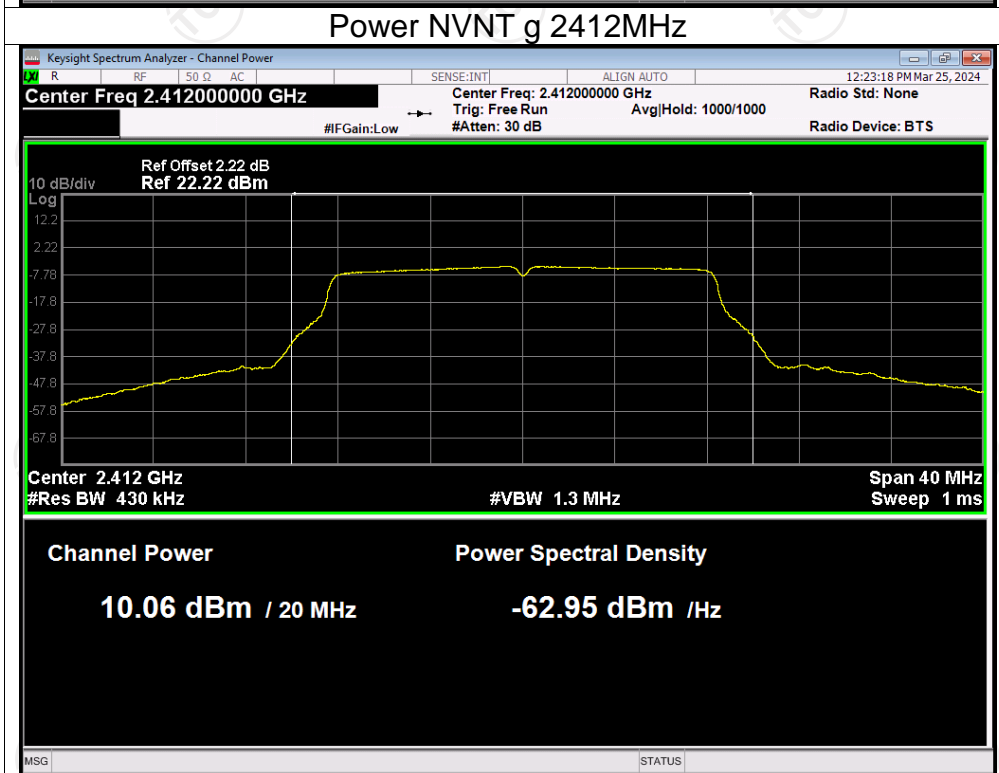 Power NVNT g 2412MHz
Keysight Spectrum Analyzer - Channel Power
LXI R RF 50 Ω AC SENSE:INT ALIGN AUTO 12:23:18 PM Mar 25, 2024
Center Freq 2.412000000 GHz Center Freq: 2.412000000 GHz Radio Std: None
Trig: Free Run Avg|Hold: 1000/1000
#IFGain:Low #Atten: 30 dB Radio Device: BTS
Ref Offset 2.22 dB
10 dB/div Ref 22.22 dBm
Log
12.2
2.22
-7.78
-17.8
-27.8
-37.8
-47.8
-57.8
-67.8
Center 2.412 GHz Span 40 MHz
#Res BW 430 kHz #VBW 1.3 MHz Sweep 1 ms
Channel Power Power Spectral Density
10.06 dBm / 20 MHz -62.95 dBm /Hz
MSG STATUS